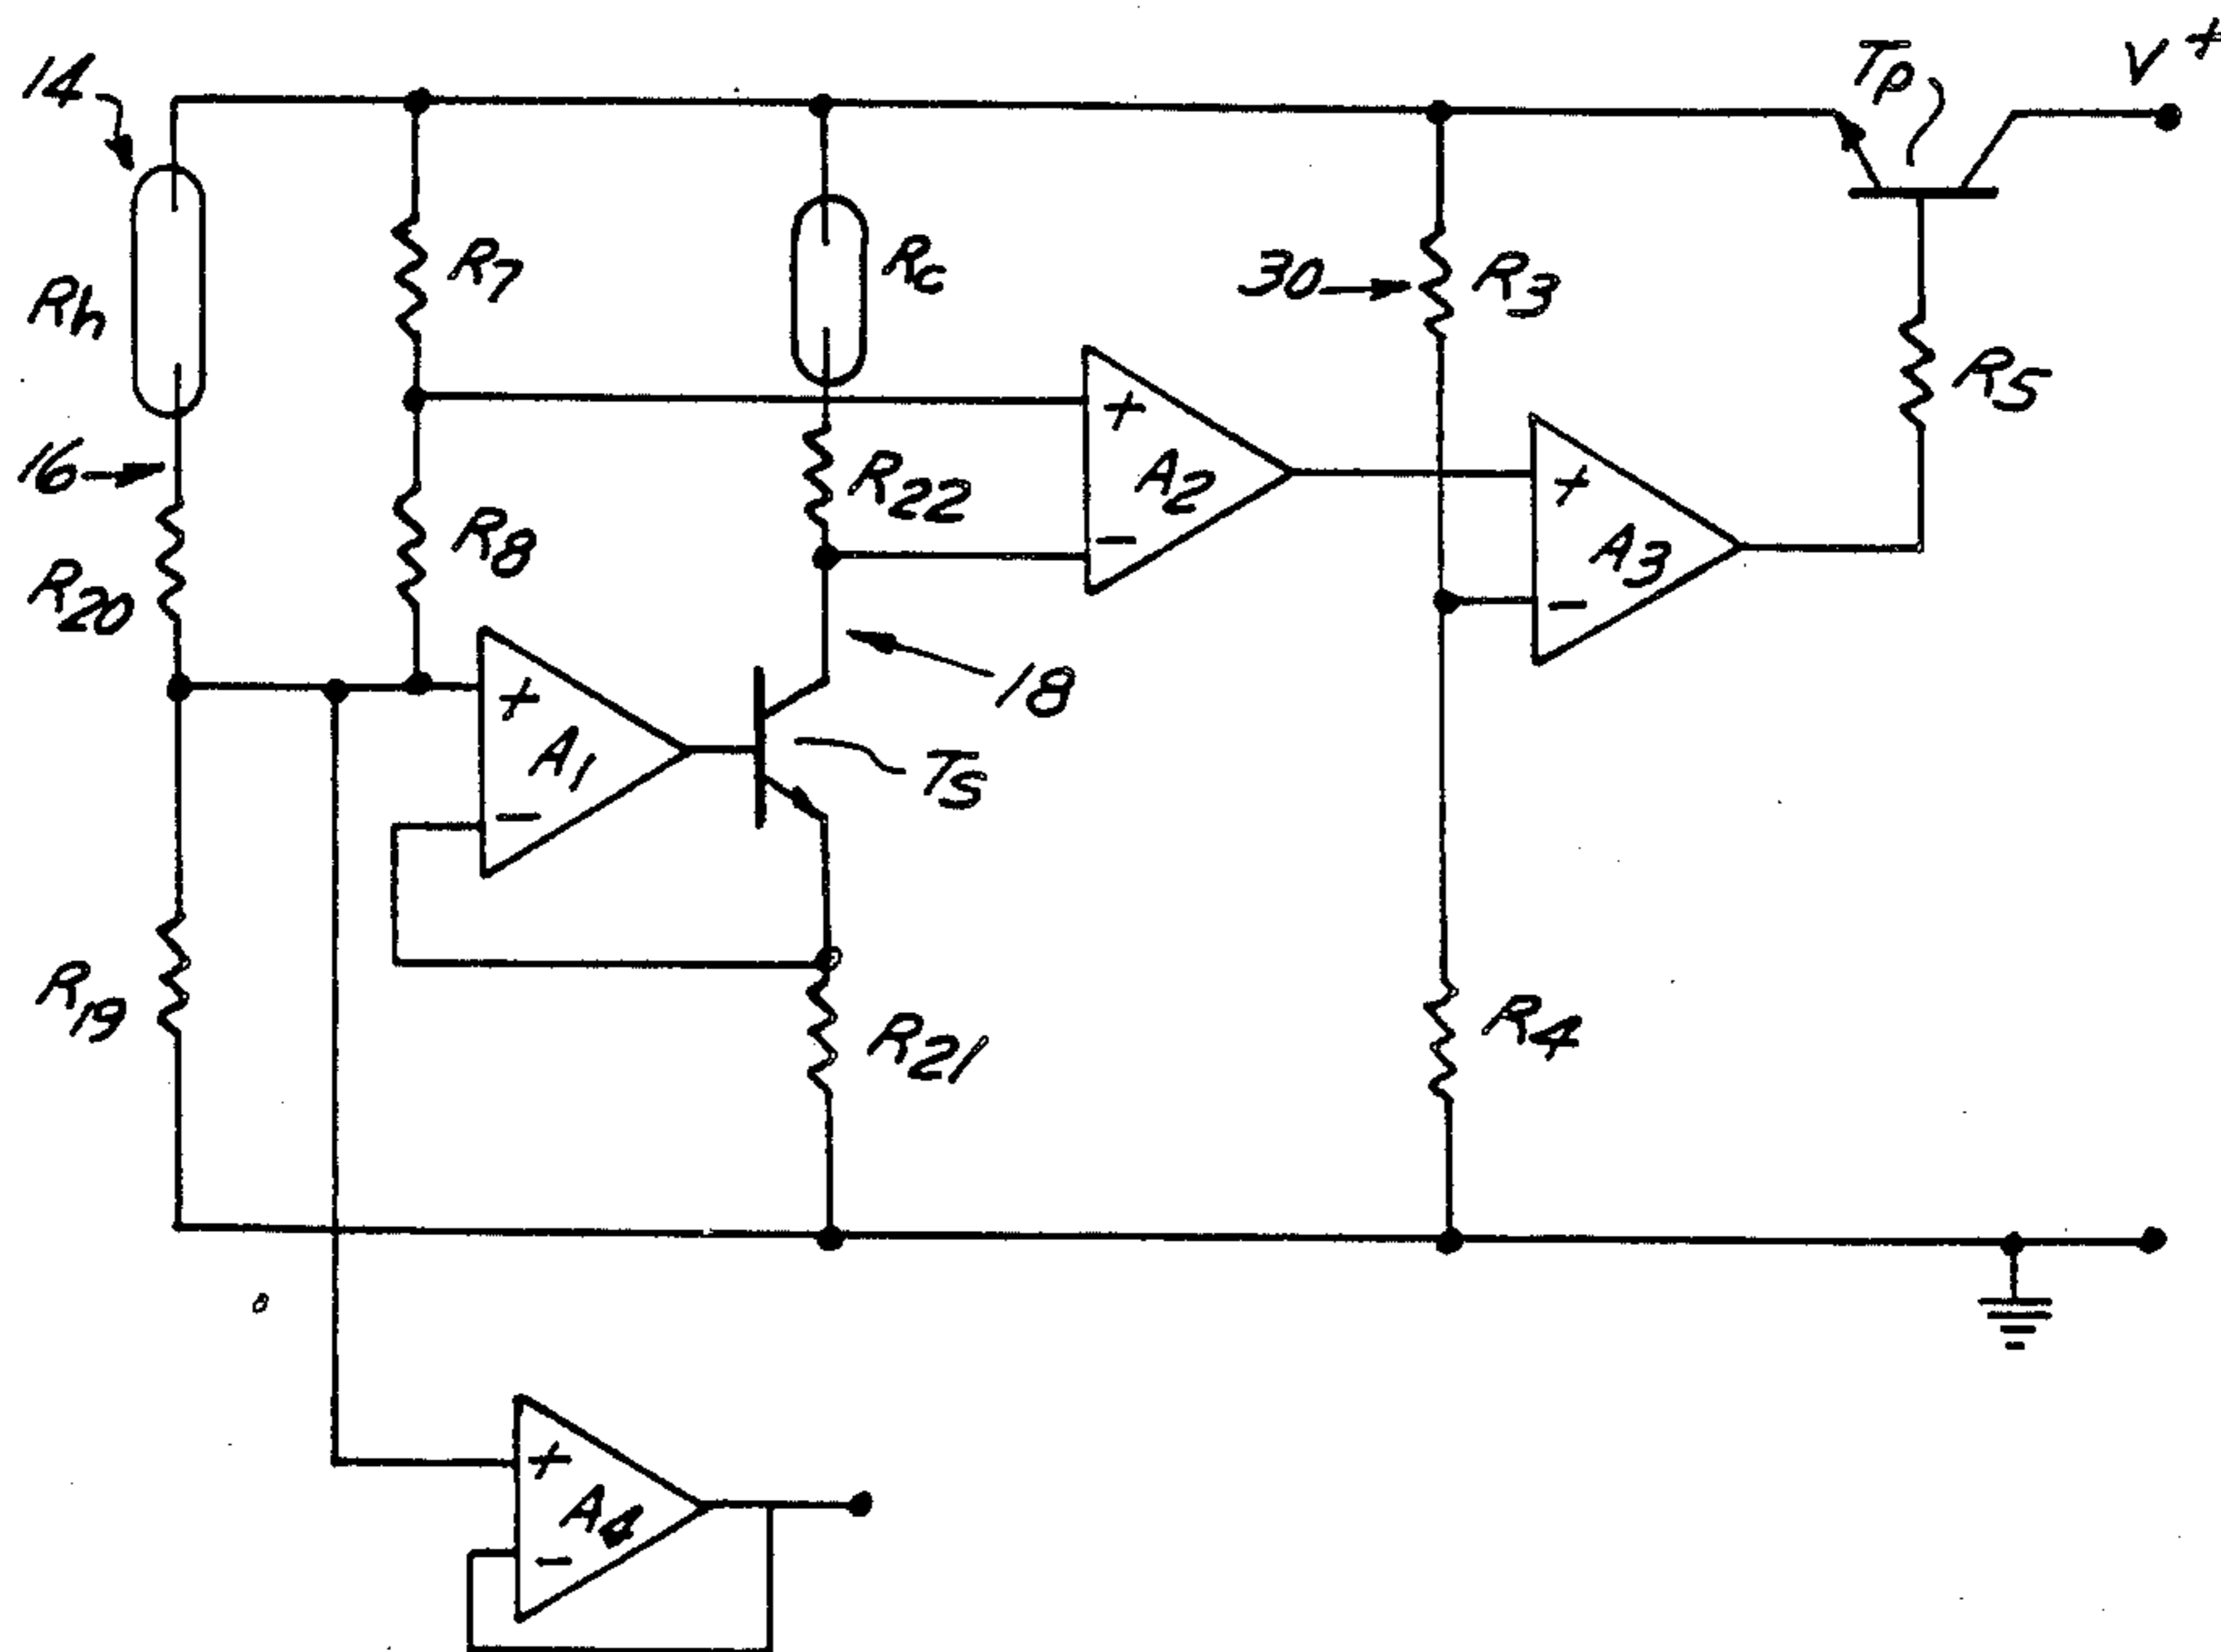 14
Tp
V+
R7
Rc
30
R3
Rh
+
A2
-
R5
16
R22
+
A3
-
R8
R20
+
A1
-
18
Ts
R19
R21
R4
+
A4
-